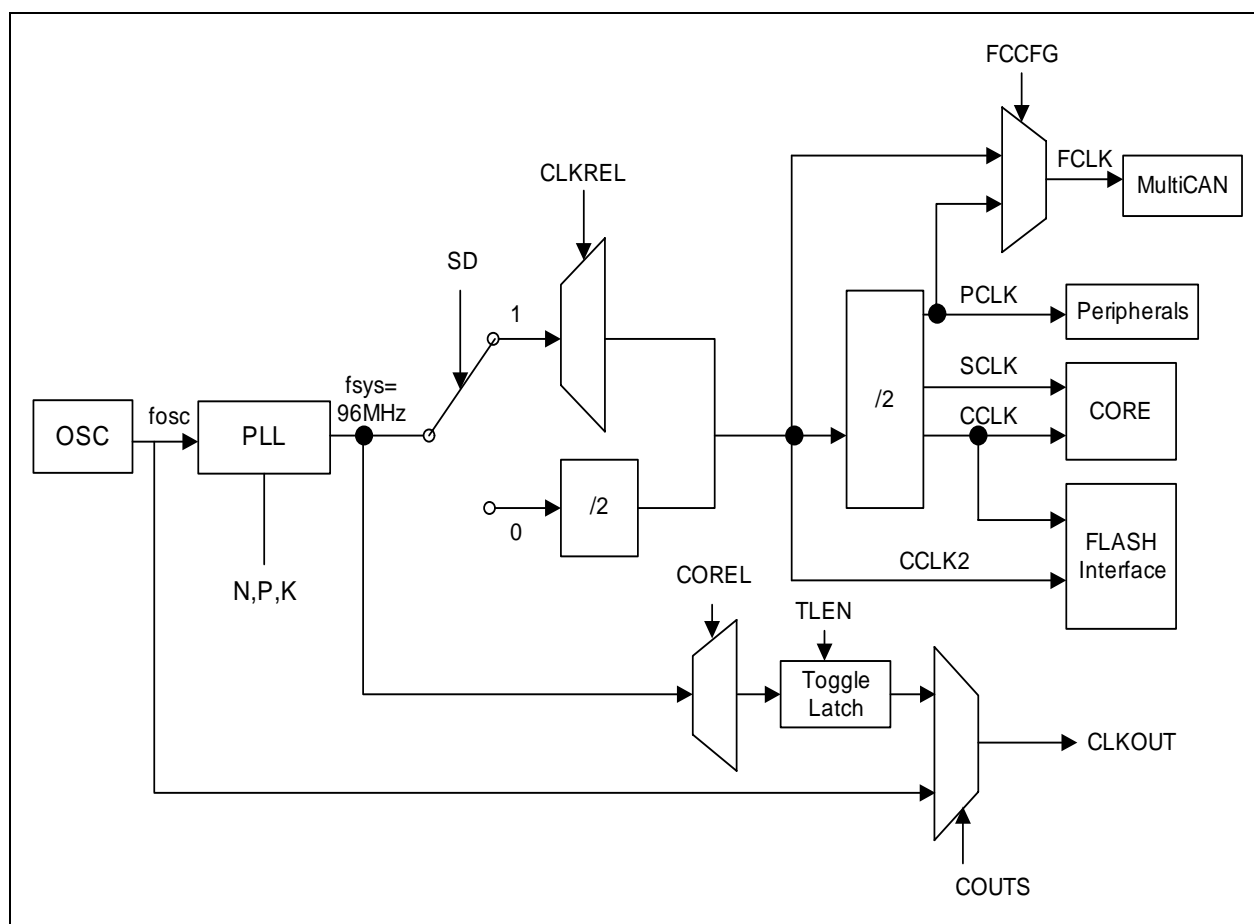 FCCFG
FCLK
MultiCAN
CLKREL
SD
1
PCLK
Peripherals
SCLK
/2
CORE
CCLK
fsys=
96MHz
fosc
OSC
PLL
/2
0
FLASH
Interface
CCLK2
N,P,K
COREL
TLEN
Toggle
Latch
CLKOUT
COUTS